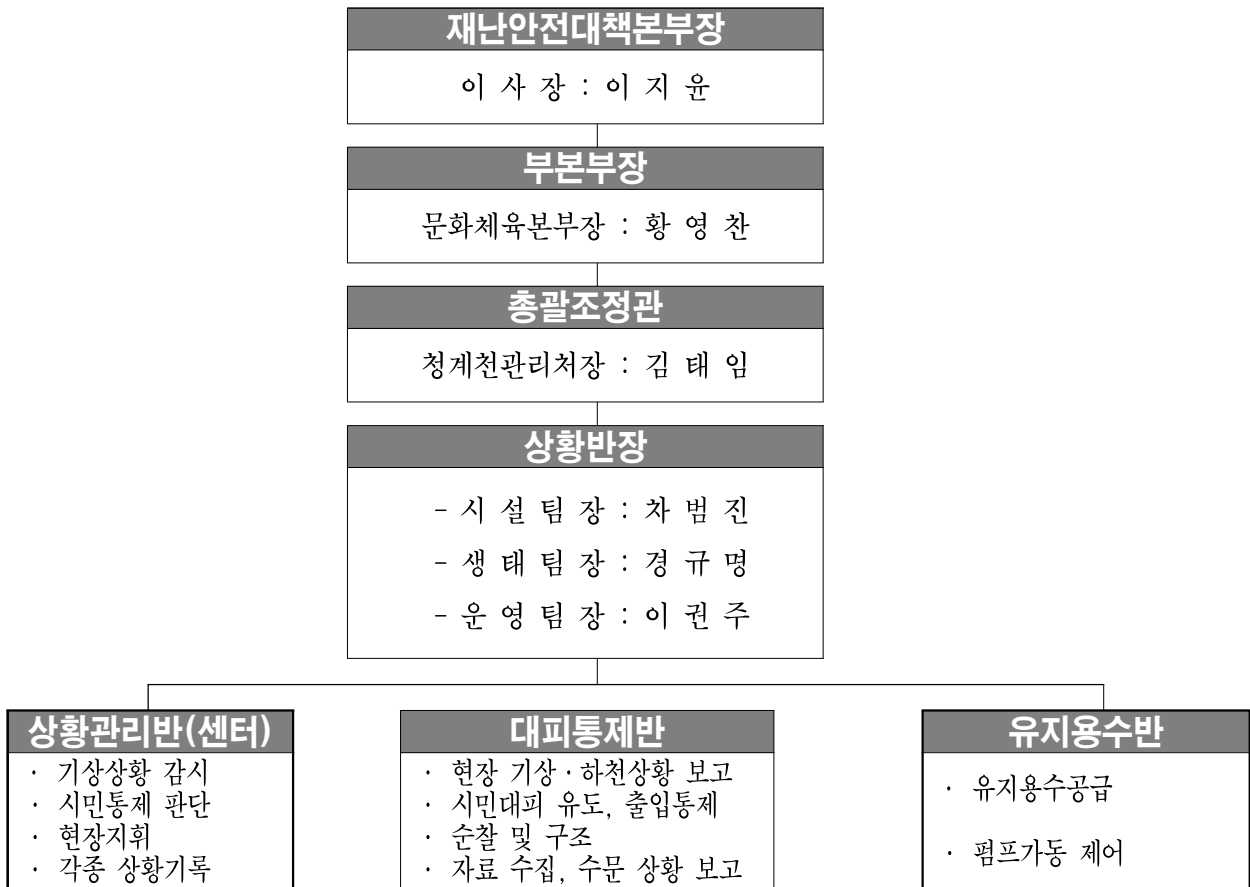 재난안전대책본부장
이 사 장 : 이 지 윤
부본부장
문화체육본부장 : 황 영 찬
총괄조정관
청계천관리처장 : 김 태 임
상황반장
- 시 설 팀 장 : 차 범 진
- 생 태 팀 장 : 경 규 명
- 운 영 팀 장 : 이 권 주
상황관리반(센터)
· 기상상황 감시
· 시민통제 판단
· 현장지휘
· 각종 상황기록
대피통제반
· 현장 기상·하천상황 보고
· 시민대피 유도, 출입통제
· 순찰 및 구조
· 자료 수집, 수문 상황 보고
유지용수반
· 유지용수공급
· 펌프가동 제어